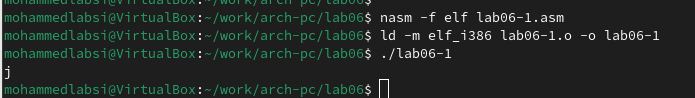 mohammedlabsi@VirtualBox:~/work/arch-pc/lab06$ nasm -f elf lab06-1.asm
mohammedlabsi@VirtualBox:~/work/arch-pc/lab06$ ld -m elf_i386 lab06-1.o -o lab06-1
mohammedlabsi@VirtualBox:~/work/arch-pc/lab06$ ./lab06-1
j
mohammedlabsi@VirtualBox:~/work/arch-pc/lab06$